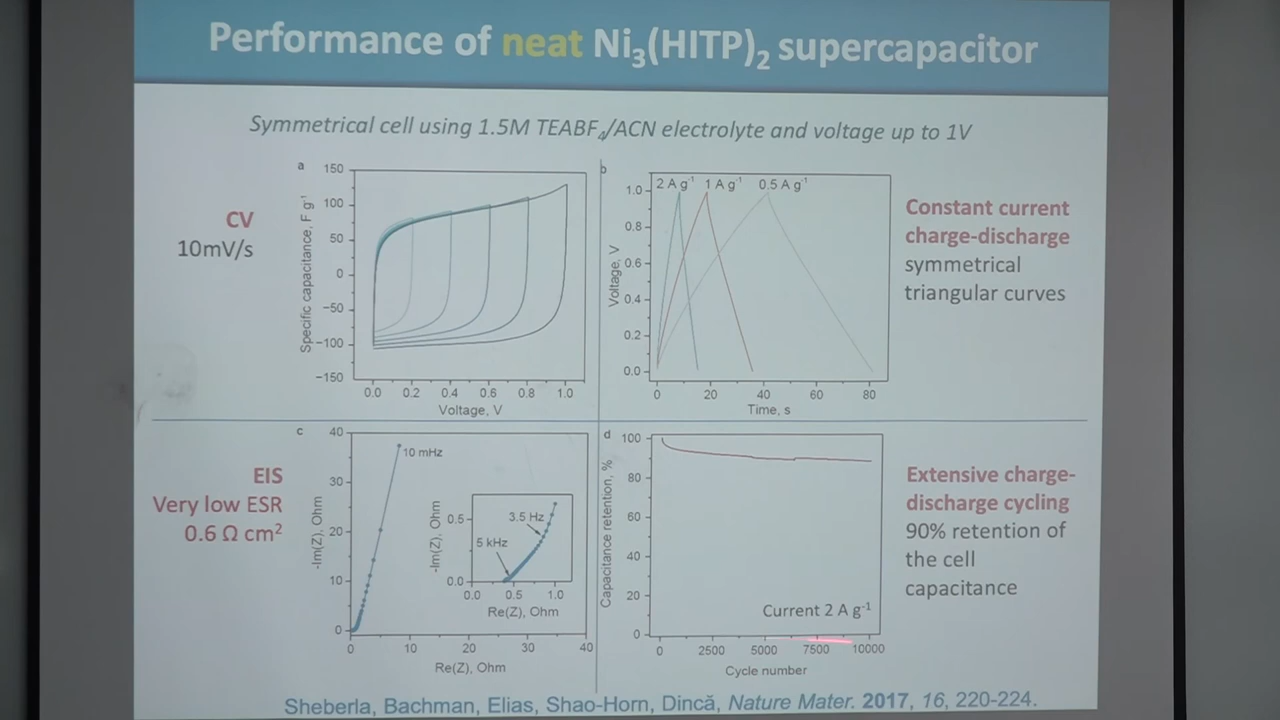 Performance of neat Ni₃(HITP)₂ supercapacitor
Symmetrical cell using 1.5M TEABF₄/ACN electrolyte and voltage up to 1V
CV
10mV/s
a
150
100
50
0
−50
−100
−150
Specific capacitance, F g⁻¹
0.0 0.2 0.4 0.6 0.8 1.0
Voltage, V
b
2 A g⁻¹ 1 A g⁻¹ 0.5 A g⁻¹
1.0
0.8
0.6
0.4
0.2
0.0
Voltage, V
0 20 40 60 80
Time, s
Constant current
charge-discharge
symmetrical
triangular curves
EIS
Very low ESR
0.6 Ω cm²
c
40
30
20
10
0
-Im(Z), Ohm
10 mHz
0 10 20 30 40
Re(Z), Ohm
-Im(Z), Ohm
0.5
0.0
3.5 Hz
5 kHz
0.0 0.5 1.0
Re(Z), Ohm
d
100
80
60
40
20
0
Capacitance retention, %
Current 2 A g⁻¹
0 2500 5000 7500 10000
Cycle number
Extensive charge-
discharge cycling
90% retention of
the cell
capacitance
Sheberla, Bachman, Elias, Shao-Horn, Dincă, Nature Mater. 2017, 16, 220-224.